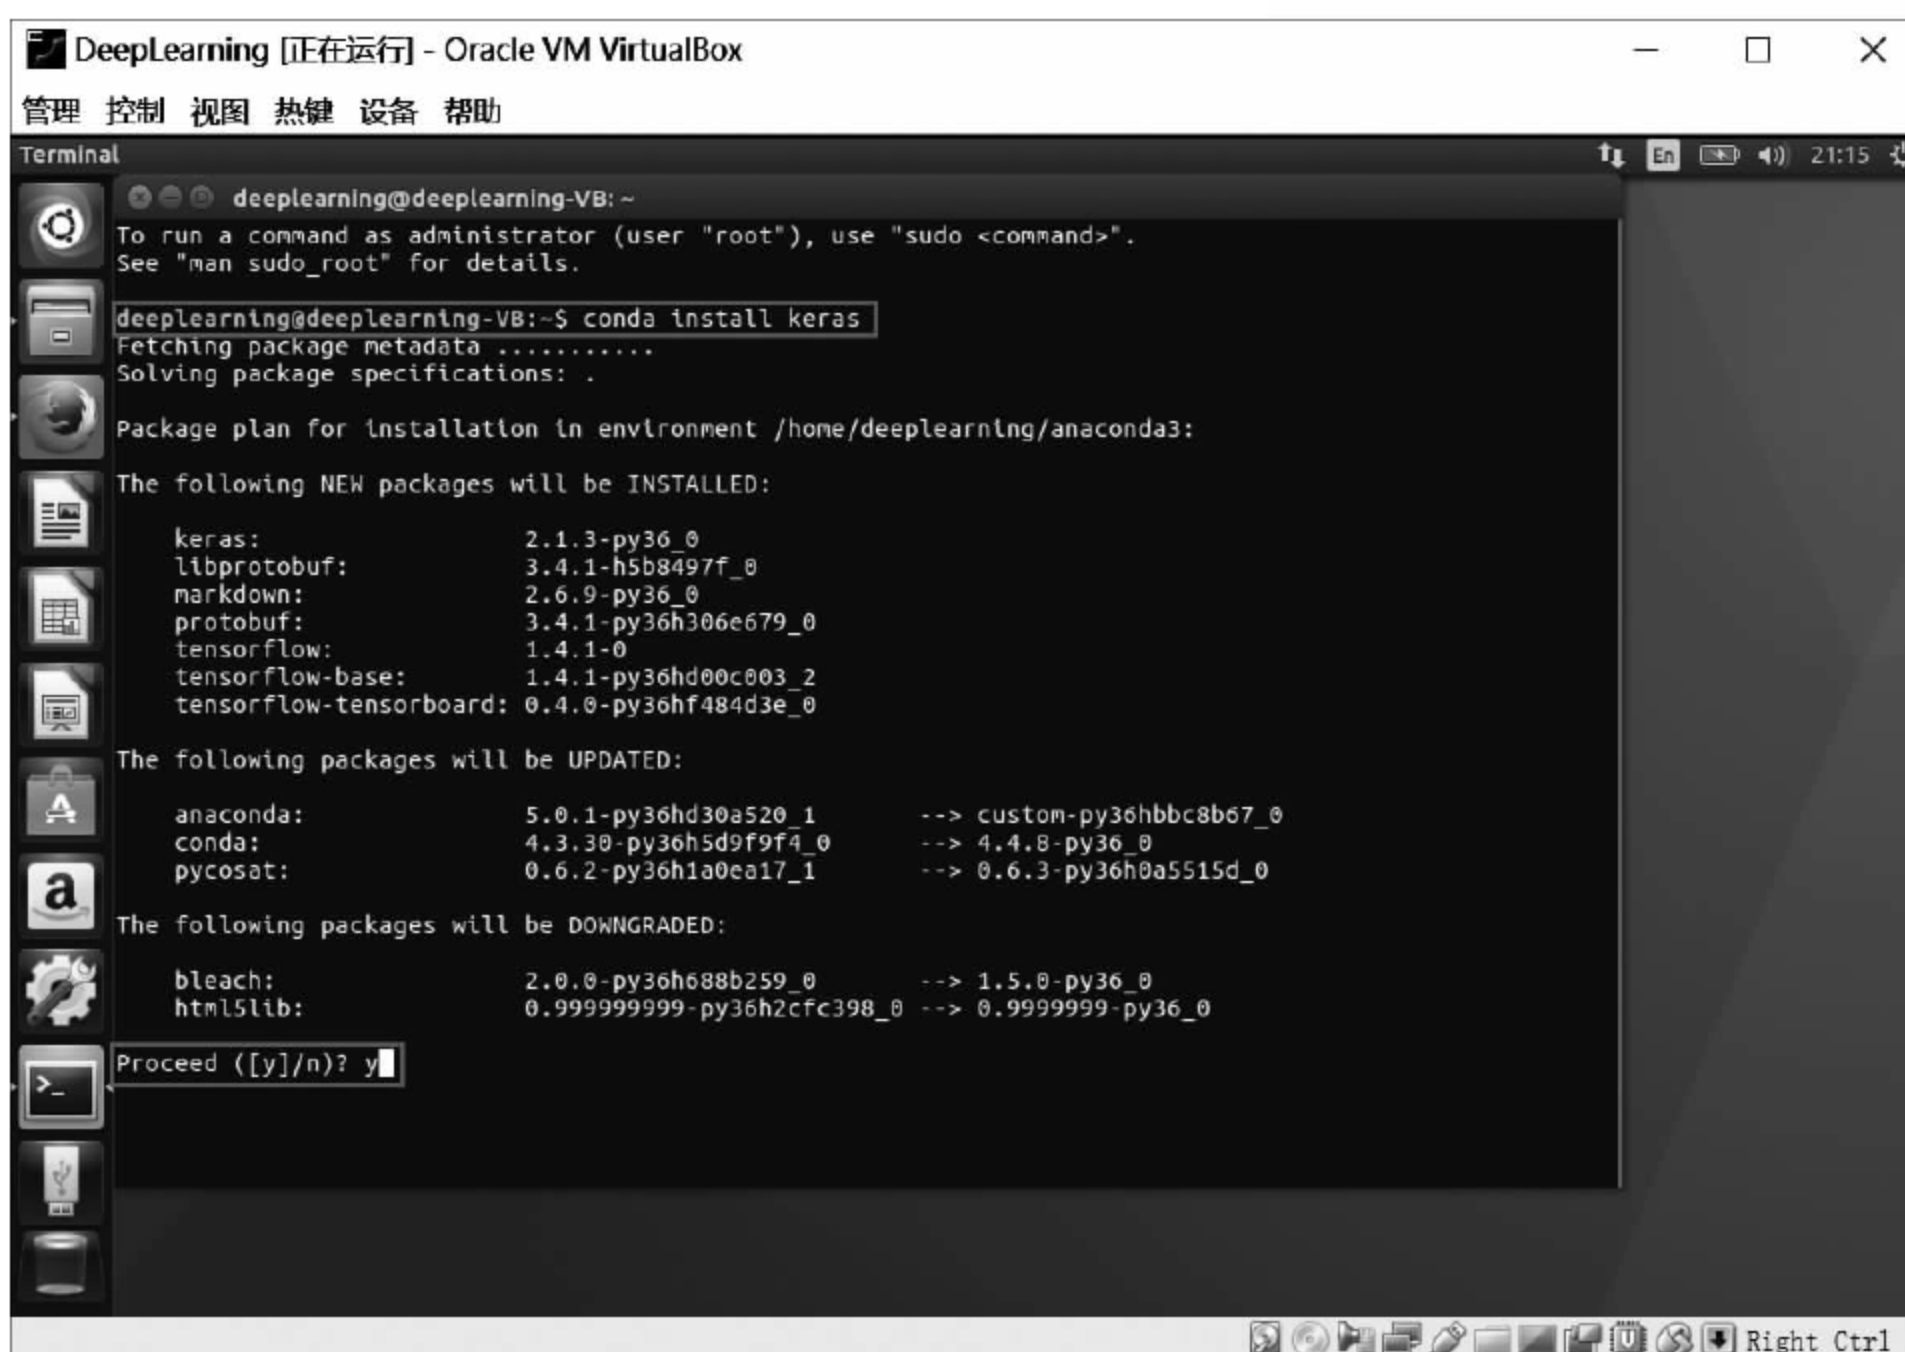 DeepLearning [正在运行] - Oracle VM VirtualBox
管理 控制 视图 热键 设备 帮助
Terminal
En
21:15
deeplearning@deeplearning-VB: ~
To run a command as administrator (user "root"), use "sudo <command>".
See "man sudo_root" for details.
deeplearning@deeplearning-VB:~$ conda install keras
Fetching package metadata ...........
Solving package specifications: .
Package plan for installation in environment /home/deeplearning/anaconda3:
The following NEW packages will be INSTALLED:
keras: 2.1.3-py36_0
libprotobuf: 3.4.1-h5b8497f_0
markdown: 2.6.9-py36_0
protobuf: 3.4.1-py36h306e679_0
tensorflow: 1.4.1-0
tensorflow-base: 1.4.1-py36hd00c003_2
tensorflow-tensorboard: 0.4.0-py36hf484d3e_0
The following packages will be UPDATED:
anaconda: 5.0.1-py36hd30a520_1 --> custom-py36hbbc8b67_0
conda: 4.3.30-py36h5d9f9f4_0 --> 4.4.8-py36_0
pycosat: 0.6.2-py36h1a0ea17_1 --> 0.6.3-py36h0a5515d_0
The following packages will be DOWNGRADED:
bleach: 2.0.0-py36h688b259_0 --> 1.5.0-py36_0
html5lib: 0.999999999-py36h2cfc398_0 --> 0.9999999-py36_0
Proceed ([y]/n)? y
Right Ctrl